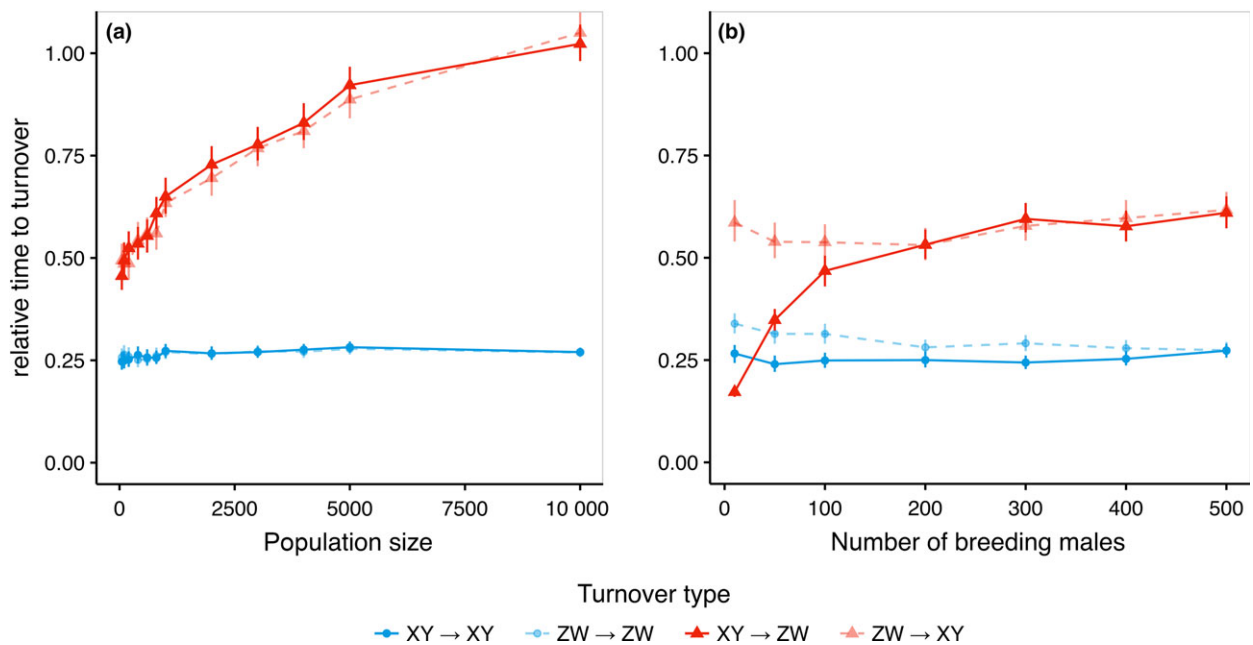 (a)
(b)
relative time to turnover
1.00
0.75
0.50
0.25
0.00
0 2500 5000 7500 10 000
Population size
1.00
0.75
0.50
0.25
0.00
0 100 200 300 400 500
Number of breeding males
Turnover type
XY → XY ZW → ZW XY → ZW ZW → XY